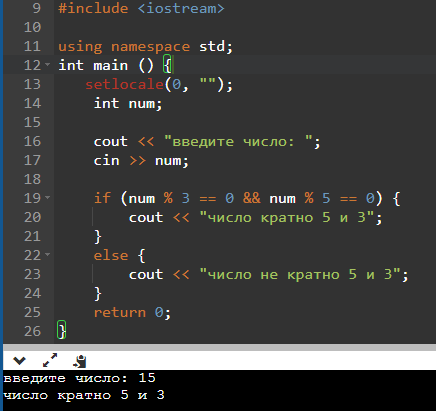 9 #include <iostream>
10
11 using namespace std;
12 int main () {
13 setlocale(0, "");
14 int num;
15
16 cout << "введите число: ";
17 cin >> num;
18
19 if (num % 3 == 0 && num % 5 == 0) {
20 cout << "число кратно 5 и 3";
21 }
22 else {
23 cout << "число не кратно 5 и 3";
24 }
25 return 0;
26 }
введите число: 15
число кратно 5 и 3